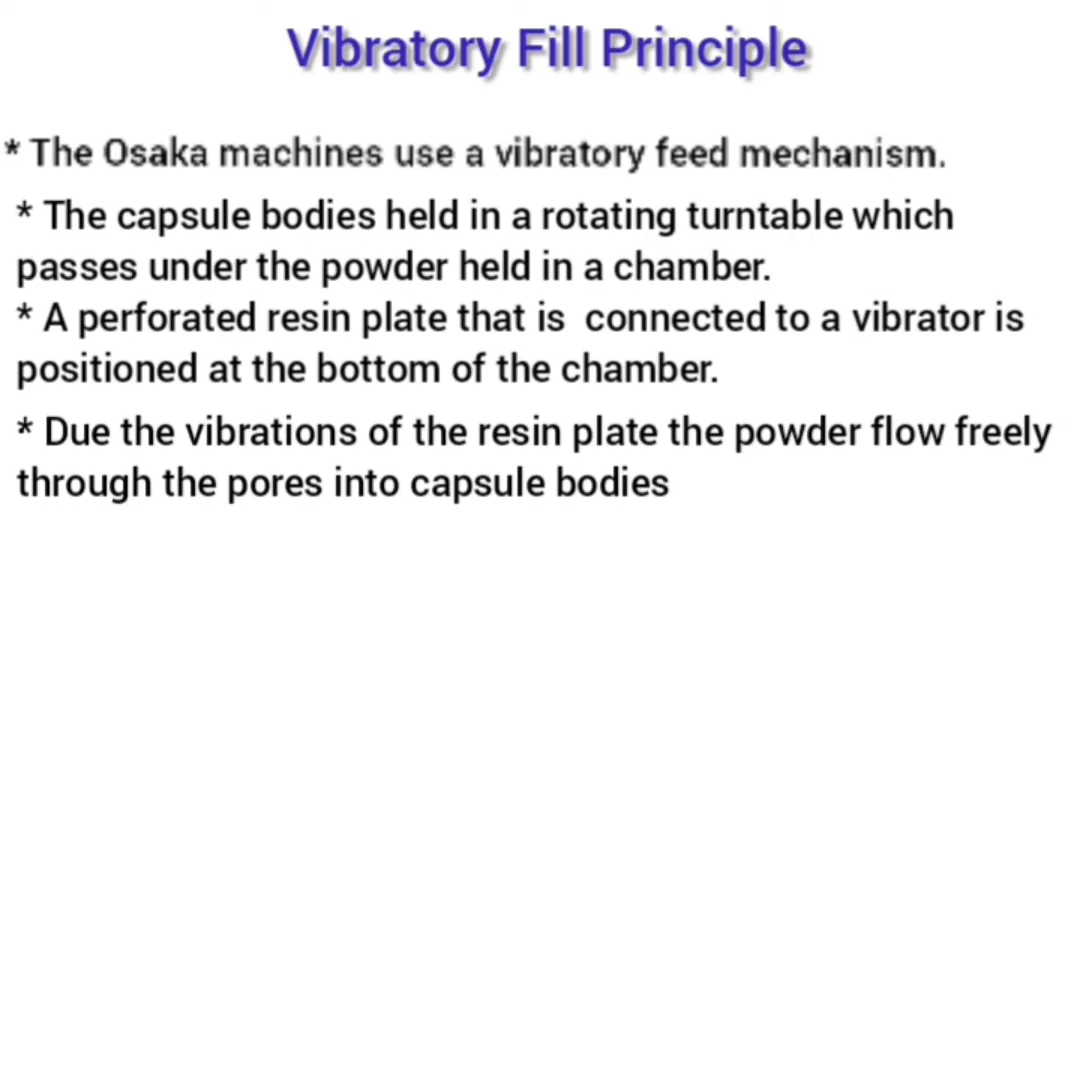 Vibratory Fill Principle
* The Osaka machines use a vibratory feed mechanism.
* The capsule bodies held in a rotating turntable which
passes under the powder held in a chamber.
* A perforated resin plate that is  connected to a vibrator is
positioned at the bottom of the chamber.
* Due the vibrations of the resin plate the powder flow freely
through the pores into capsule bodies